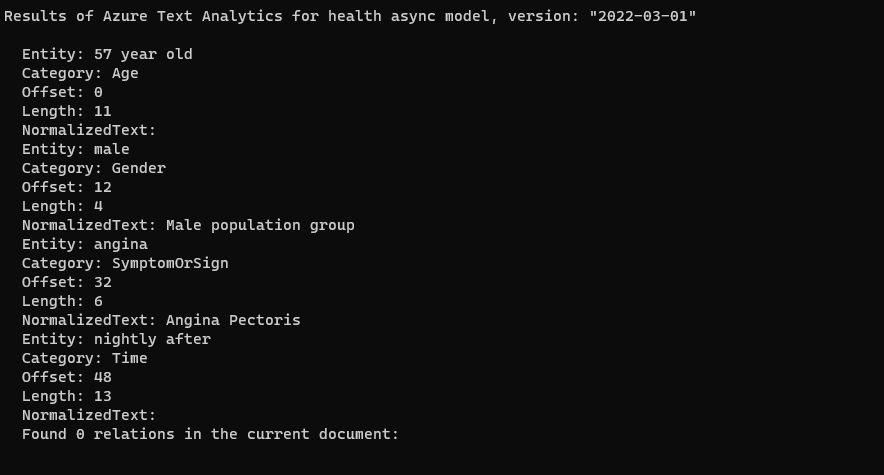 Results of Azure Text Analytics for health async model, version: "2022-03-01"
Entity: 57 year old
Category: Age
Offset: 0
Length: 11
NormalizedText:
Entity: male
Category: Gender
Offset: 12
Length: 4
NormalizedText: Male population group
Entity: angina
Category: SymptomOrSign
Offset: 32
Length: 6
NormalizedText: Angina Pectoris
Entity: nightly after
Category: Time
Offset: 48
Length: 13
NormalizedText:
Found 0 relations in the current document: